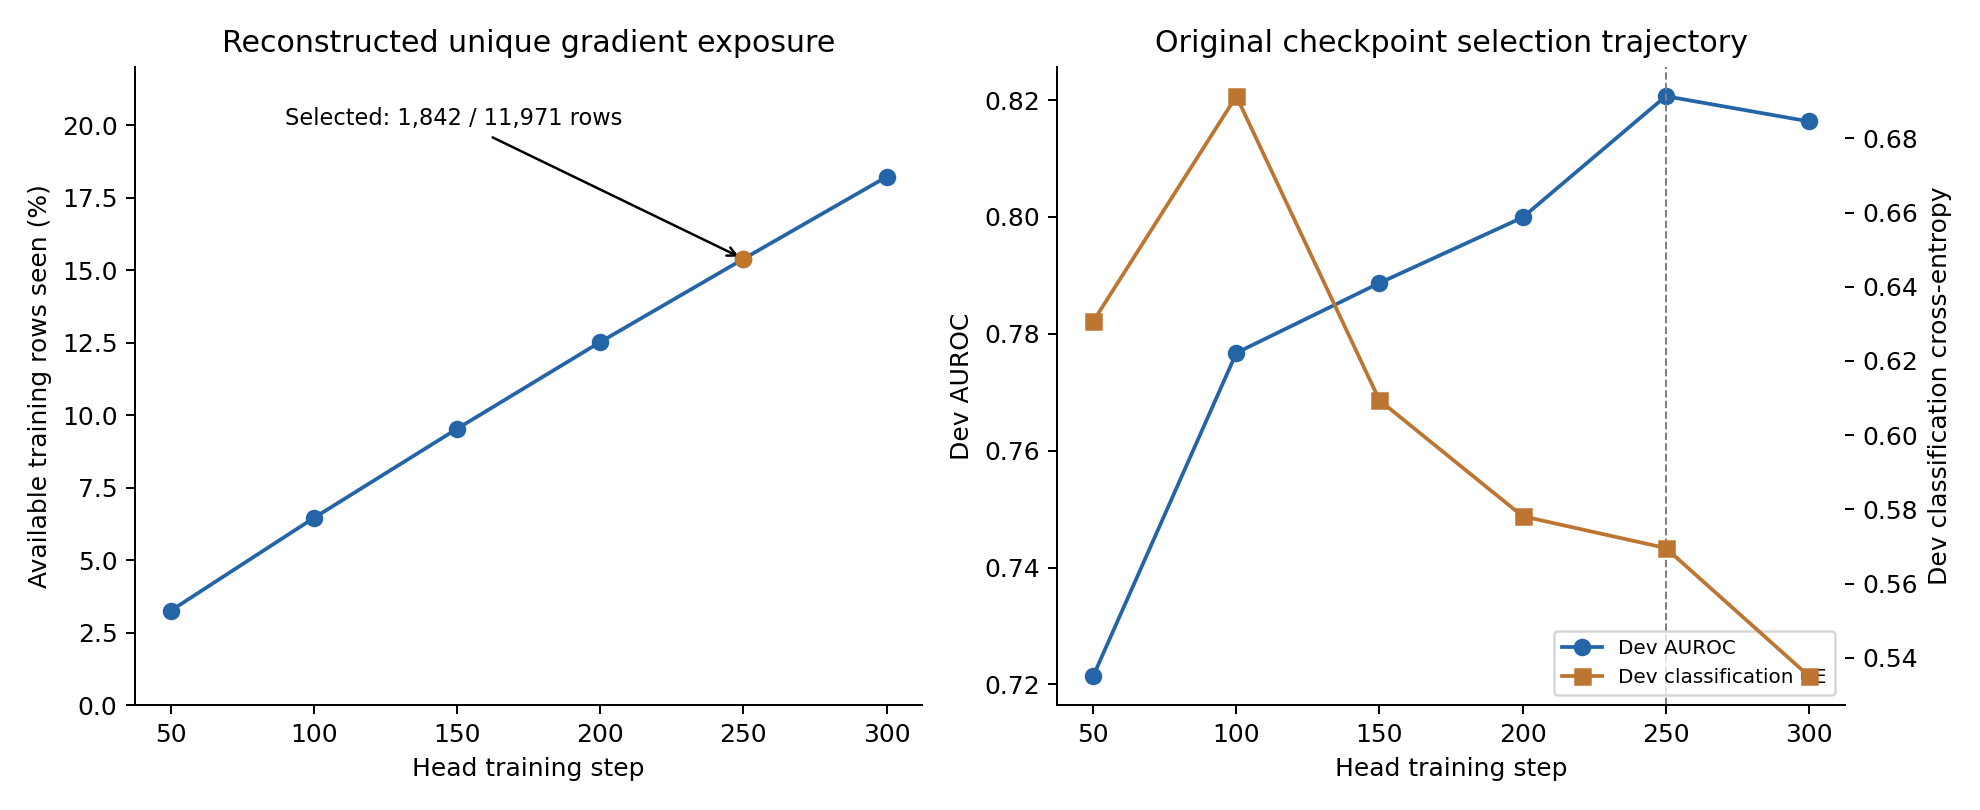 Reconstructed unique gradient exposure
Available training rows seen (%)
20.0
17.5
15.0
12.5
10.0
7.5
5.0
2.5
0.0
Selected: 1,842 / 11,971 rows
50 100 150 200 250 300
Head training step
Original checkpoint selection trajectory
Dev AUROC
0.82
0.80
0.78
0.76
0.74
0.72
Dev AUROC
Dev classification
50 100 150 200 250 300
Head training step
0.68
0.66
0.64
0.62
0.60
0.58
0.56
0.54
Dev classification cross-entropy